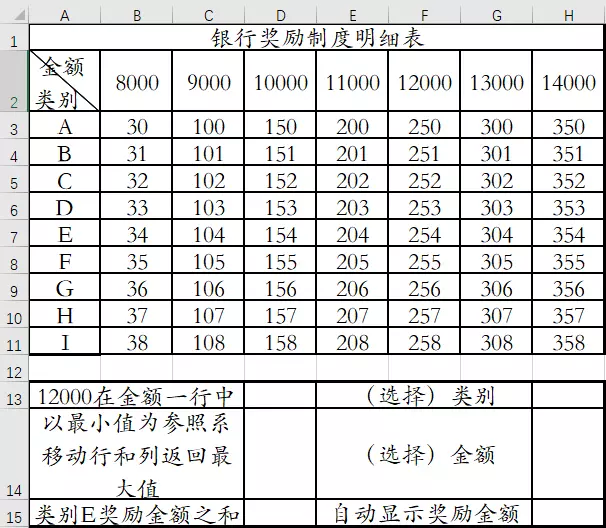 A B C D E F G H
1 银行奖励制度明细表
金额
2 类别 8000 9000 10000 11000 12000 13000 14000
3 A 30 100 150 200 250 300 350
4 B 31 101 151 201 251 301 351
5 C 32 102 152 202 252 302 352
6 D 33 103 153 203 253 303 353
7 E 34 104 154 204 254 304 354
8 F 35 105 155 205 255 305 355
9 G 36 106 156 206 256 306 356
10 H 37 107 157 207 257 307 357
11 I 38 108 158 208 258 308 358
12
13 12000在金额一行中 （选择）类别
以最小值为参照系
移动行和列返回最 （选择）金额
14 大值
15 类别E奖励金额之和 自动显示奖励金额